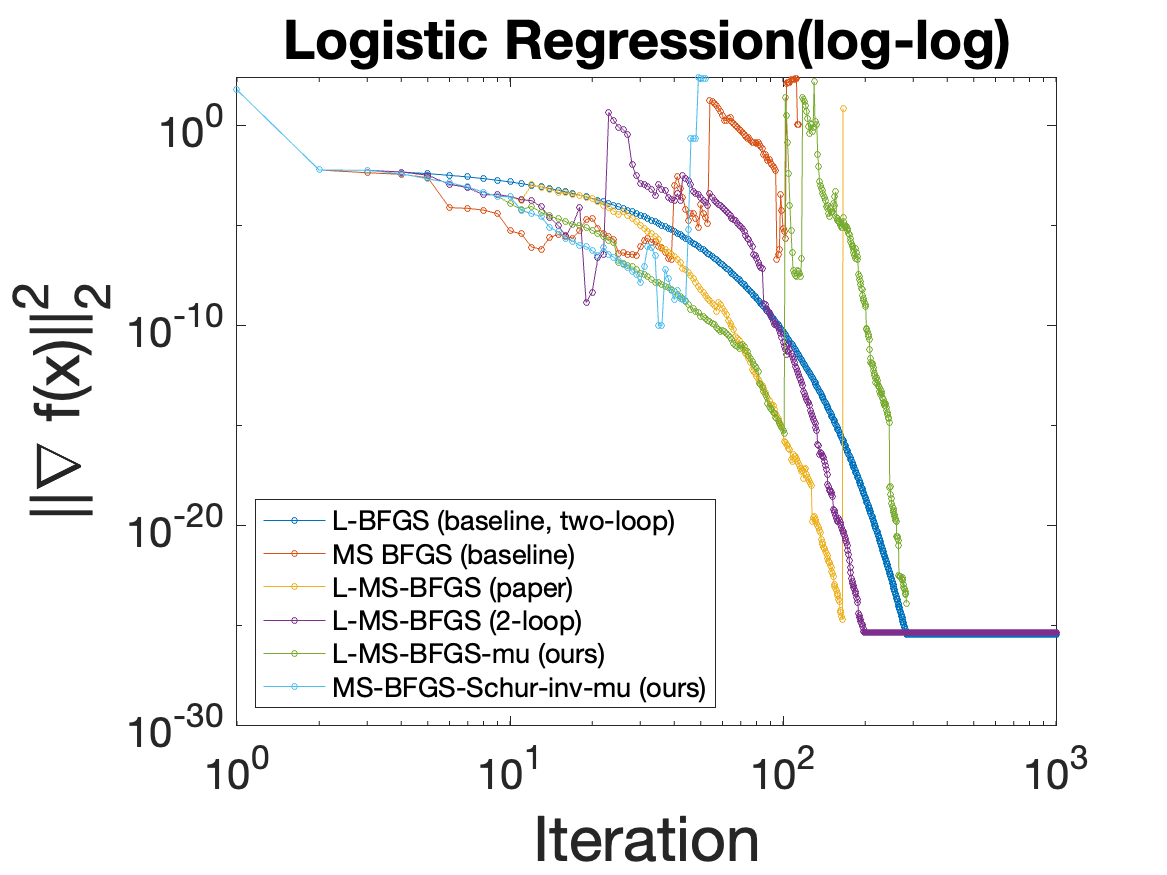 Logistic Regression(log-log)
||∇ f(x)||₂²
10⁰
10⁻¹⁰
10⁻²⁰
10⁻³⁰
L-BFGS (baseline, two-loop)
MS BFGS (baseline)
L-MS-BFGS (paper)
L-MS-BFGS (2-loop)
L-MS-BFGS-mu (ours)
MS-BFGS-Schur-inv-mu (ours)
10⁰ 10¹ 10² 10³
Iteration